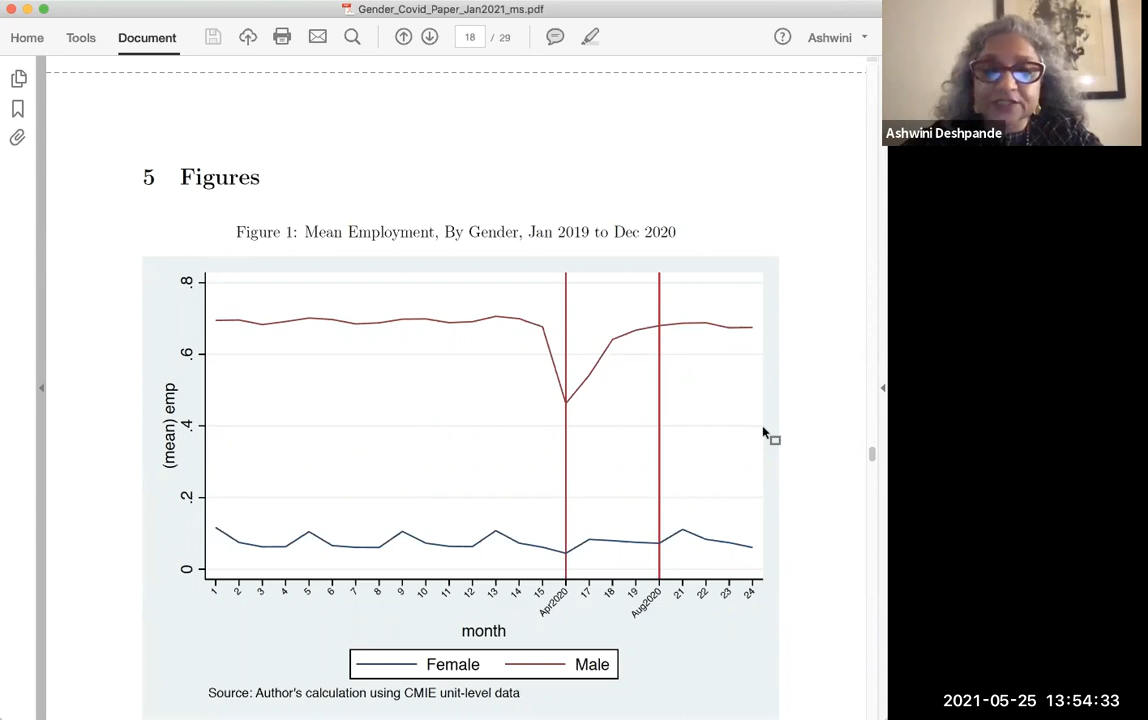 Gender_Covid_Paper_Jan2021_ms.pdf
Home Tools Document 18 / 29 Ashwini
Ashwini Deshpande
5 Figures
Figure 1: Mean Employment, By Gender, Jan 2019 to Dec 2020
(mean) emp
.8
.6
.4
.2
0
1 2 3 4 5 6 7 8 9 10 11 12 13 14 15 Apr2020 17 18 19 Aug2020 21 22 23 24
month
Female Male
Source: Author's calculation using CMIE unit-level data
2021-05-25 13:54:33